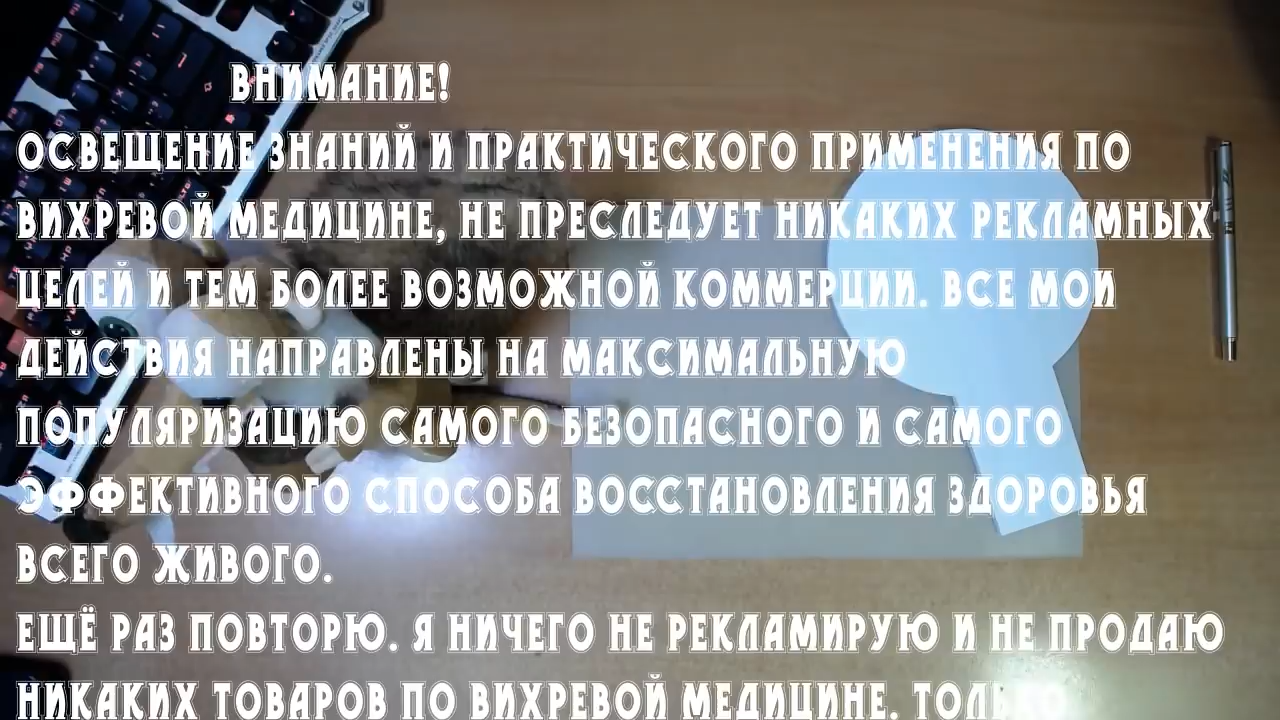 ВНИМАНИЕ!
ОСВЕЩЕНИЕ ЗНАНИЙ И ПРАКТИЧЕСКОГО ПРИМЕНЕНИЯ ПО
ВИХРЕВОЙ МЕДИЦИНЕ, НЕ ПРЕСЛЕДУЕТ НИКАКИХ РЕКЛАМНЫХ
ЦЕЛЕЙ И ТЕМ БОЛЕЕ ВОЗМОЖНОЙ КОММЕРЦИИ. ВСЕ МОИ
ДЕЙСТВИЯ НАПРАВЛЕНЫ НА МАКСИМАЛЬНУЮ
ПОПУЛЯРИЗАЦИЮ САМОГО БЕЗОПАСНОГО И САМОГО
ЭФФЕКТИВНОГО СПОСОБА ВОССТАНОВЛЕНИЯ ЗДОРОВЬЯ
ВСЕГО ЖИВОГО.
ЕЩЁ РАЗ ПОВТОРЮ. Я НИЧЕГО НЕ РЕКЛАМИРУЮ И НЕ ПРОДАЮ
НИКАКИХ ТОВАРОВ ПО ВИХРЕВОЙ МЕДИЦИНЕ. ТОЛЬКО